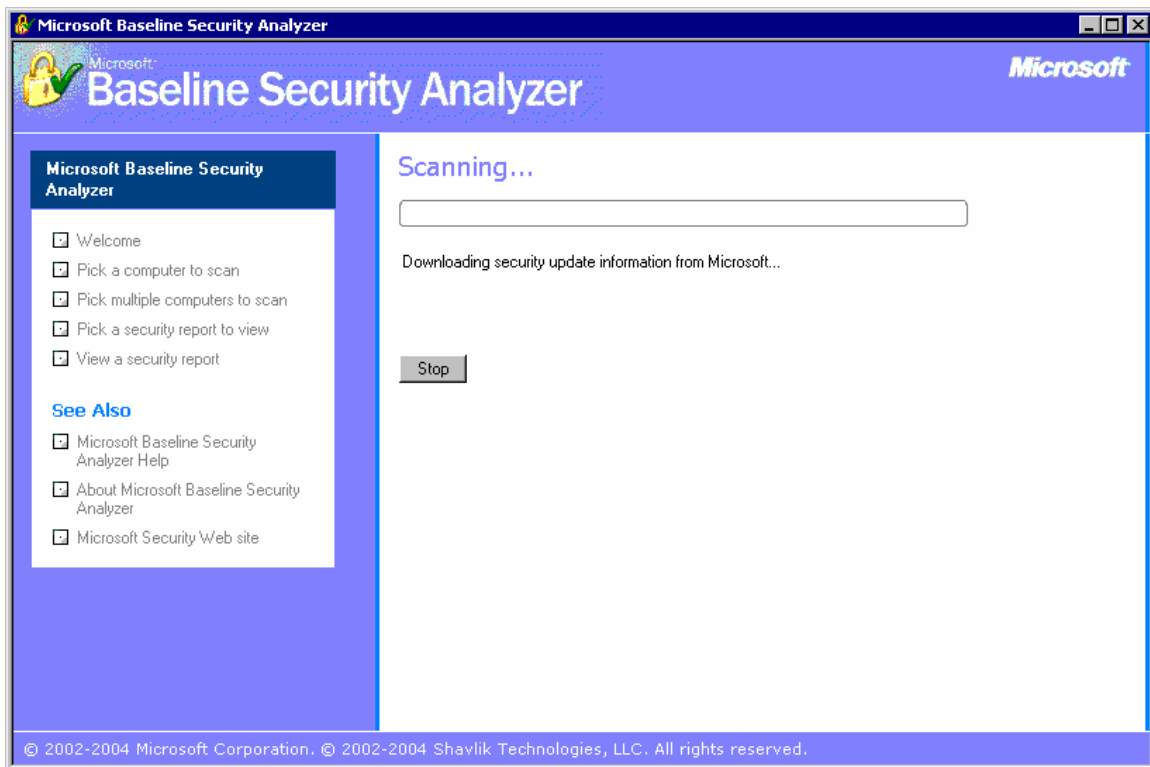 Microsoft Baseline Security Analyzer
Microsoft
Baseline Security Analyzer
Microsoft
Microsoft Baseline Security
Analyzer
Welcome
Pick a computer to scan
Pick multiple computers to scan
Pick a security report to view
View a security report
See Also
Microsoft Baseline Security
Analyzer Help
About Microsoft Baseline Security
Analyzer
Microsoft Security Web site
Scanning...
Downloading security update information from Microsoft...
Stop
© 2002-2004 Microsoft Corporation. © 2002-2004 Shavlik Technologies, LLC. All rights reserved.